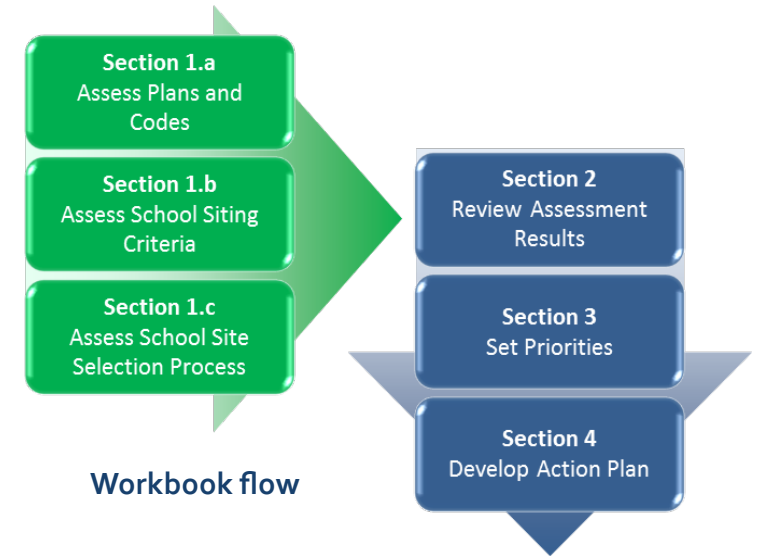 Section 1.a
Assess Plans and
Codes
Section 1.b
Assess School Siting
Criteria
Section 1.c
Assess School Site
Selection Process
Workbook flow
Section 2
Review Assessment
Results
Section 3
Set Priorities
Section 4
Develop Action Plan